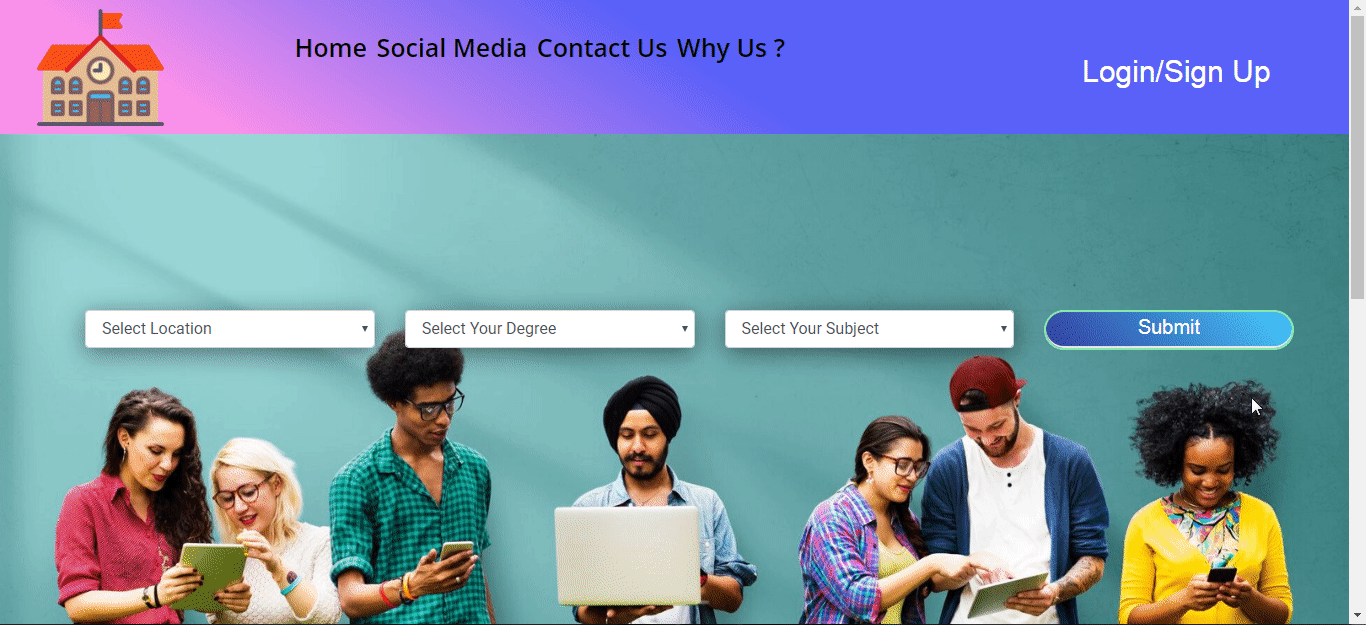 Home Social Media Contact Us Why Us ?
Login/Sign Up
Select Location
Select Your Degree
Select Your Subject
Submit